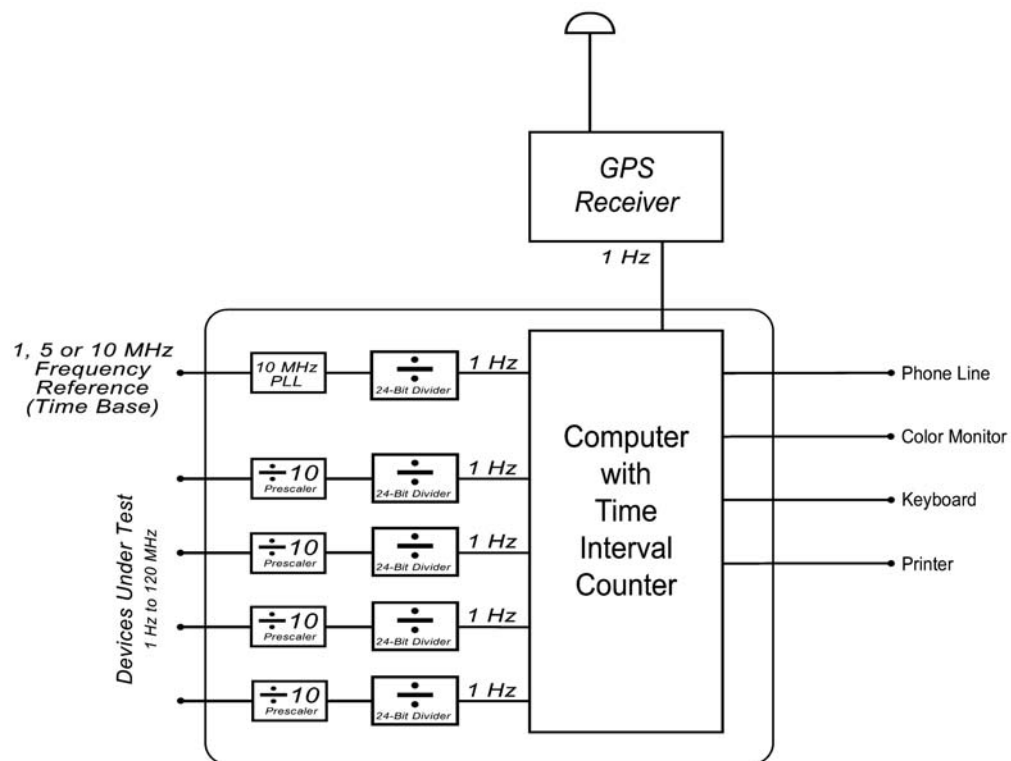 GPS
Receiver
1 Hz
1, 5 or 10 MHz
Frequency
Reference
(Time Base)
10 MHz
PLL
÷
24-Bit Divider
1 Hz
Devices Under Test
1 Hz to 120 MHz
÷10
Prescaler
÷
24-Bit Divider
1 Hz
÷10
Prescaler
÷
24-Bit Divider
1 Hz
÷10
Prescaler
÷
24-Bit Divider
1 Hz
÷10
Prescaler
÷
24-Bit Divider
1 Hz
Computer
with
Time
Interval
Counter
Phone Line
Color Monitor
Keyboard
Printer